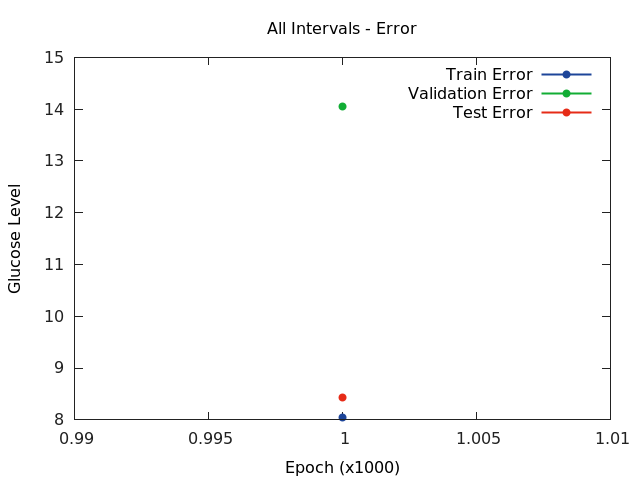 All Intervals - Error
15
14
13
12
11
10
9
8
Glucose Level
Train Error
Validation Error
Test Error
0.99 0.995 1 1.005 1.01
Epoch (x1000)